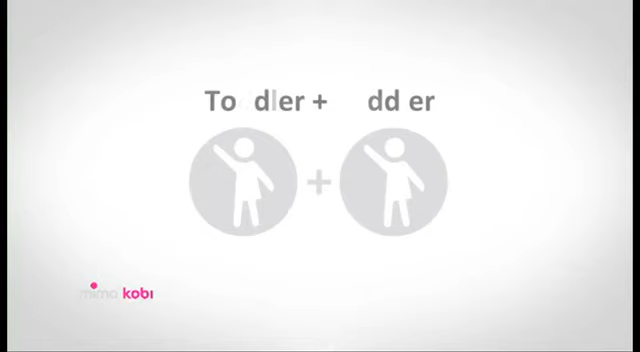 To dler + dd er
+
mima kobi